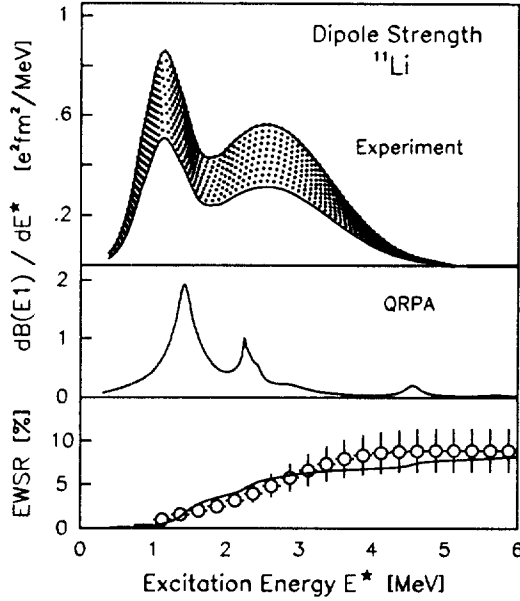 1
Dipole Strength
¹¹Li
.6
Experiment
.2
dB(E1) / dE* [e²fm²/MeV]
2
QRPA
1
0
EWSR [%]
10
5
0
0 1 2 3 4 5 6
Excitation Energy E* [MeV]